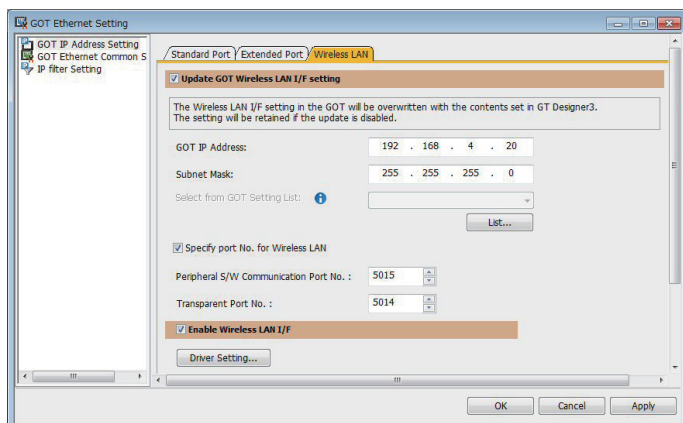 GOT Ethernet Setting
GOT IP Address Setting
GOT Ethernet Common S
IP filter Setting
Standard Port
Extended Port
Wireless LAN
Update GOT Wireless LAN I/F setting
The Wireless LAN I/F setting in the GOT will be overwritten with the contents set in GT Designer3.
The setting will be retained if the update is disabled.
GOT IP Address: 192 . 168 . 4 . 20
Subnet Mask: 255 . 255 . 255 . 0
Select from GOT Setting List:
List...
Specify port No. for Wireless LAN
Peripheral S/W Communication Port No. : 5015
Transparent Port No. : 5014
Enable Wireless LAN I/F
Driver Setting...
OK Cancel Apply